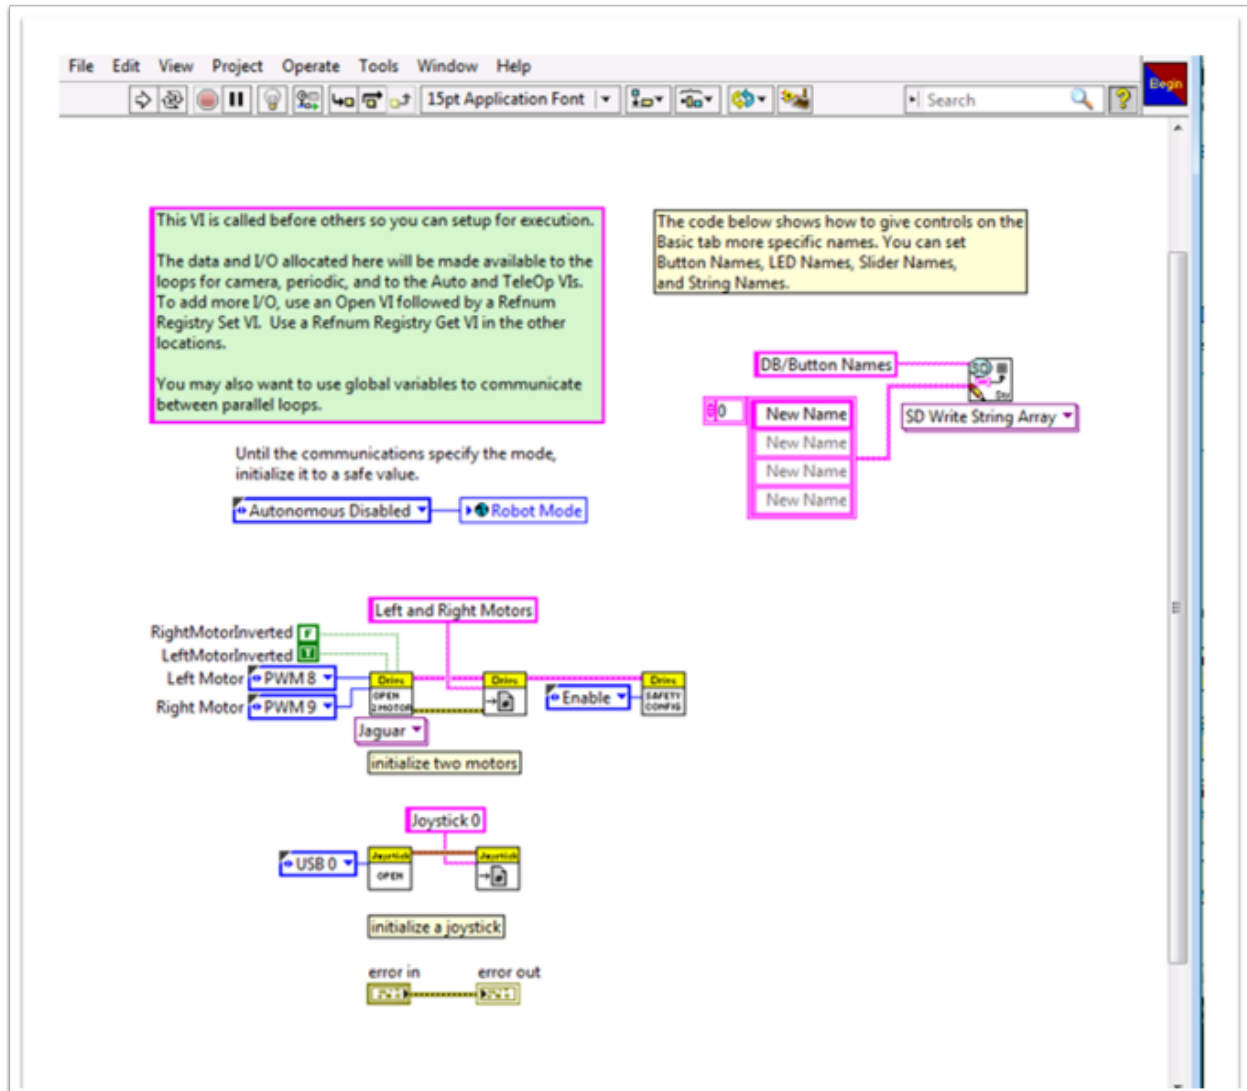 File Edit View Project Operate Tools Window Help
15pt Application Font
Search
Begin
This VI is called before others so you can setup for execution.
The data and I/O allocated here will be made available to the
loops for camera, periodic, and to the Auto and TeleOp VIs.
To add more I/O, use an Open VI followed by a Refnum
Registry Set VI. Use a Refnum Registry Get VI in the other
locations.
You may also want to use global variables to communicate
between parallel loops.
The code below shows how to give controls on the
Basic tab more specific names. You can set
Button Names, LED Names, Slider Names,
and String Names.
DB/Button Names
SD
Str
SD Write String Array
0
New Name
New Name
New Name
New Name
Until the communications specify the mode,
initialize it to a safe value.
Autonomous Disabled
Robot Mode
Left and Right Motors
RightMotorInverted F
LeftMotorInverted T
Left Motor PWM 8
Right Motor PWM 9
Drive
OPEN
2 MOTOR
Drive
Enable
Drive
SAFETY
CONFIG
Jaguar
initialize two motors
Joystick 0
USB 0
Joystick
OPEN
Joystick
initialize a joystick
error in
error out